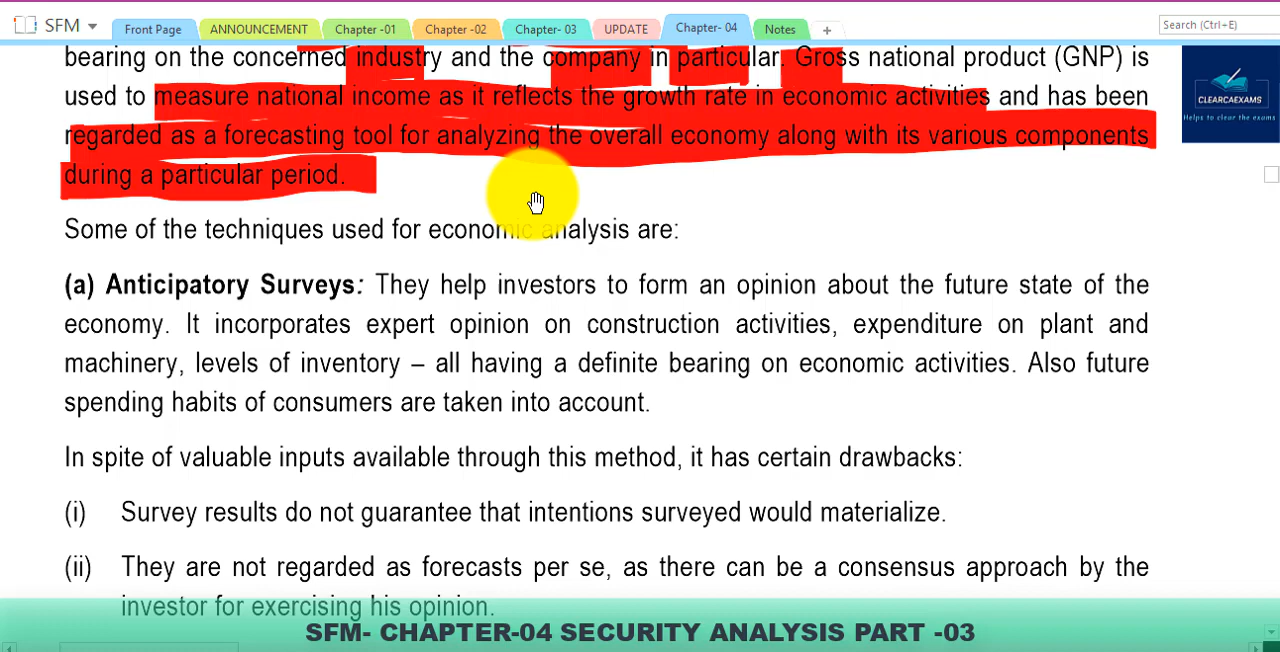 SFM
Front Page
ANNOUNCEMENT
Chapter -01
Chapter -02
Chapter- 03
UPDATE
Chapter- 04
Notes
+
Search (Ctrl+E)
bearing on the concerned industry and the company in particular. Gross national product (GNP) is
used to measure national income as it reflects the growth rate in economic activities and has been
regarded as a forecasting tool for analyzing the overall economy along with its various components
during a particular period.
CLEARCAEXAMS
Helps to clear the exams
Some of the techniques used for economic analysis are:
(a) Anticipatory Surveys: They help investors to form an opinion about the future state of the
economy. It incorporates expert opinion on construction activities, expenditure on plant and
machinery, levels of inventory – all having a definite bearing on economic activities. Also future
spending habits of consumers are taken into account.
In spite of valuable inputs available through this method, it has certain drawbacks:
(i) Survey results do not guarantee that intentions surveyed would materialize.
(ii) They are not regarded as forecasts per se, as there can be a consensus approach by the
investor for exercising his opinion.
SFM- CHAPTER-04 SECURITY ANALYSIS PART -03